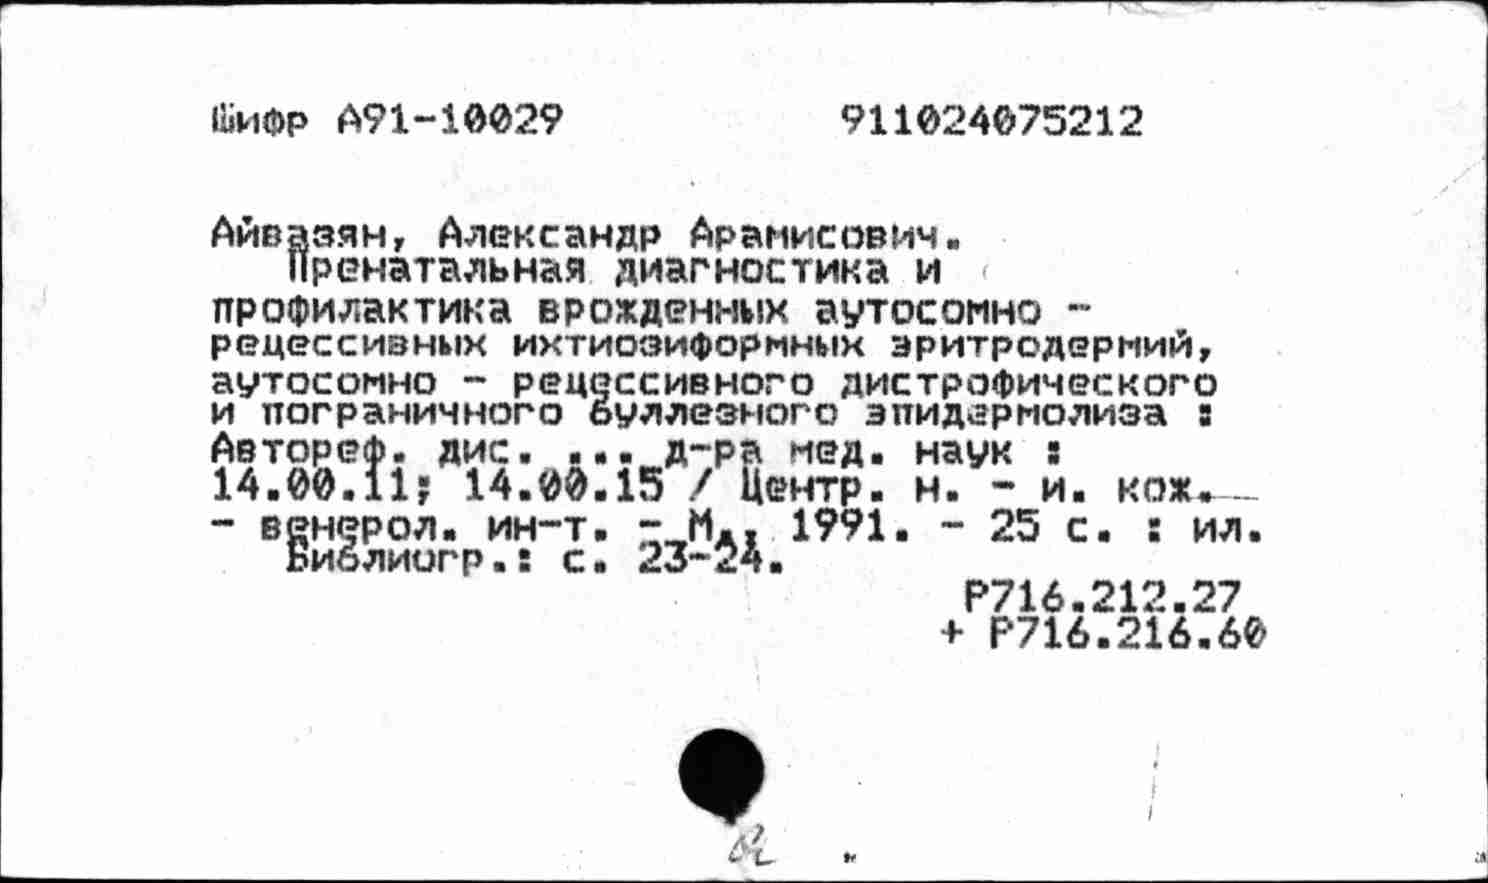 Шифр А91-10029 911024075212
Айвазян, Александр Арамисович.
Пренатальная диагностика и
профилактика врожденных аутосомно -
рецессивных ихтиозиформных эритродермий,
аутосомно - рецессивного дистрофического
и пограничного буллезного эпидермолиза :
Автореф. дис. ... д-ра мед. наук :
14.00.11; 14.00.15 / Центр. н. - и. кож.
- венерол. ин-т. - М., 1991. - 25 с. : ил.
Библиогр.: с. 23-24.
Р716.212.27
+ Р716.216.60